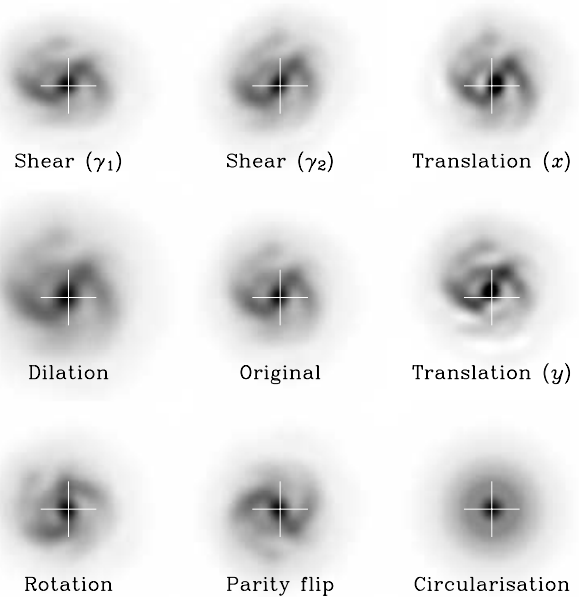 Shear (γ₁)
Shear (γ₂)
Translation (x)
Dilation
Original
Translation (y)
Rotation
Parity flip
Circularisation